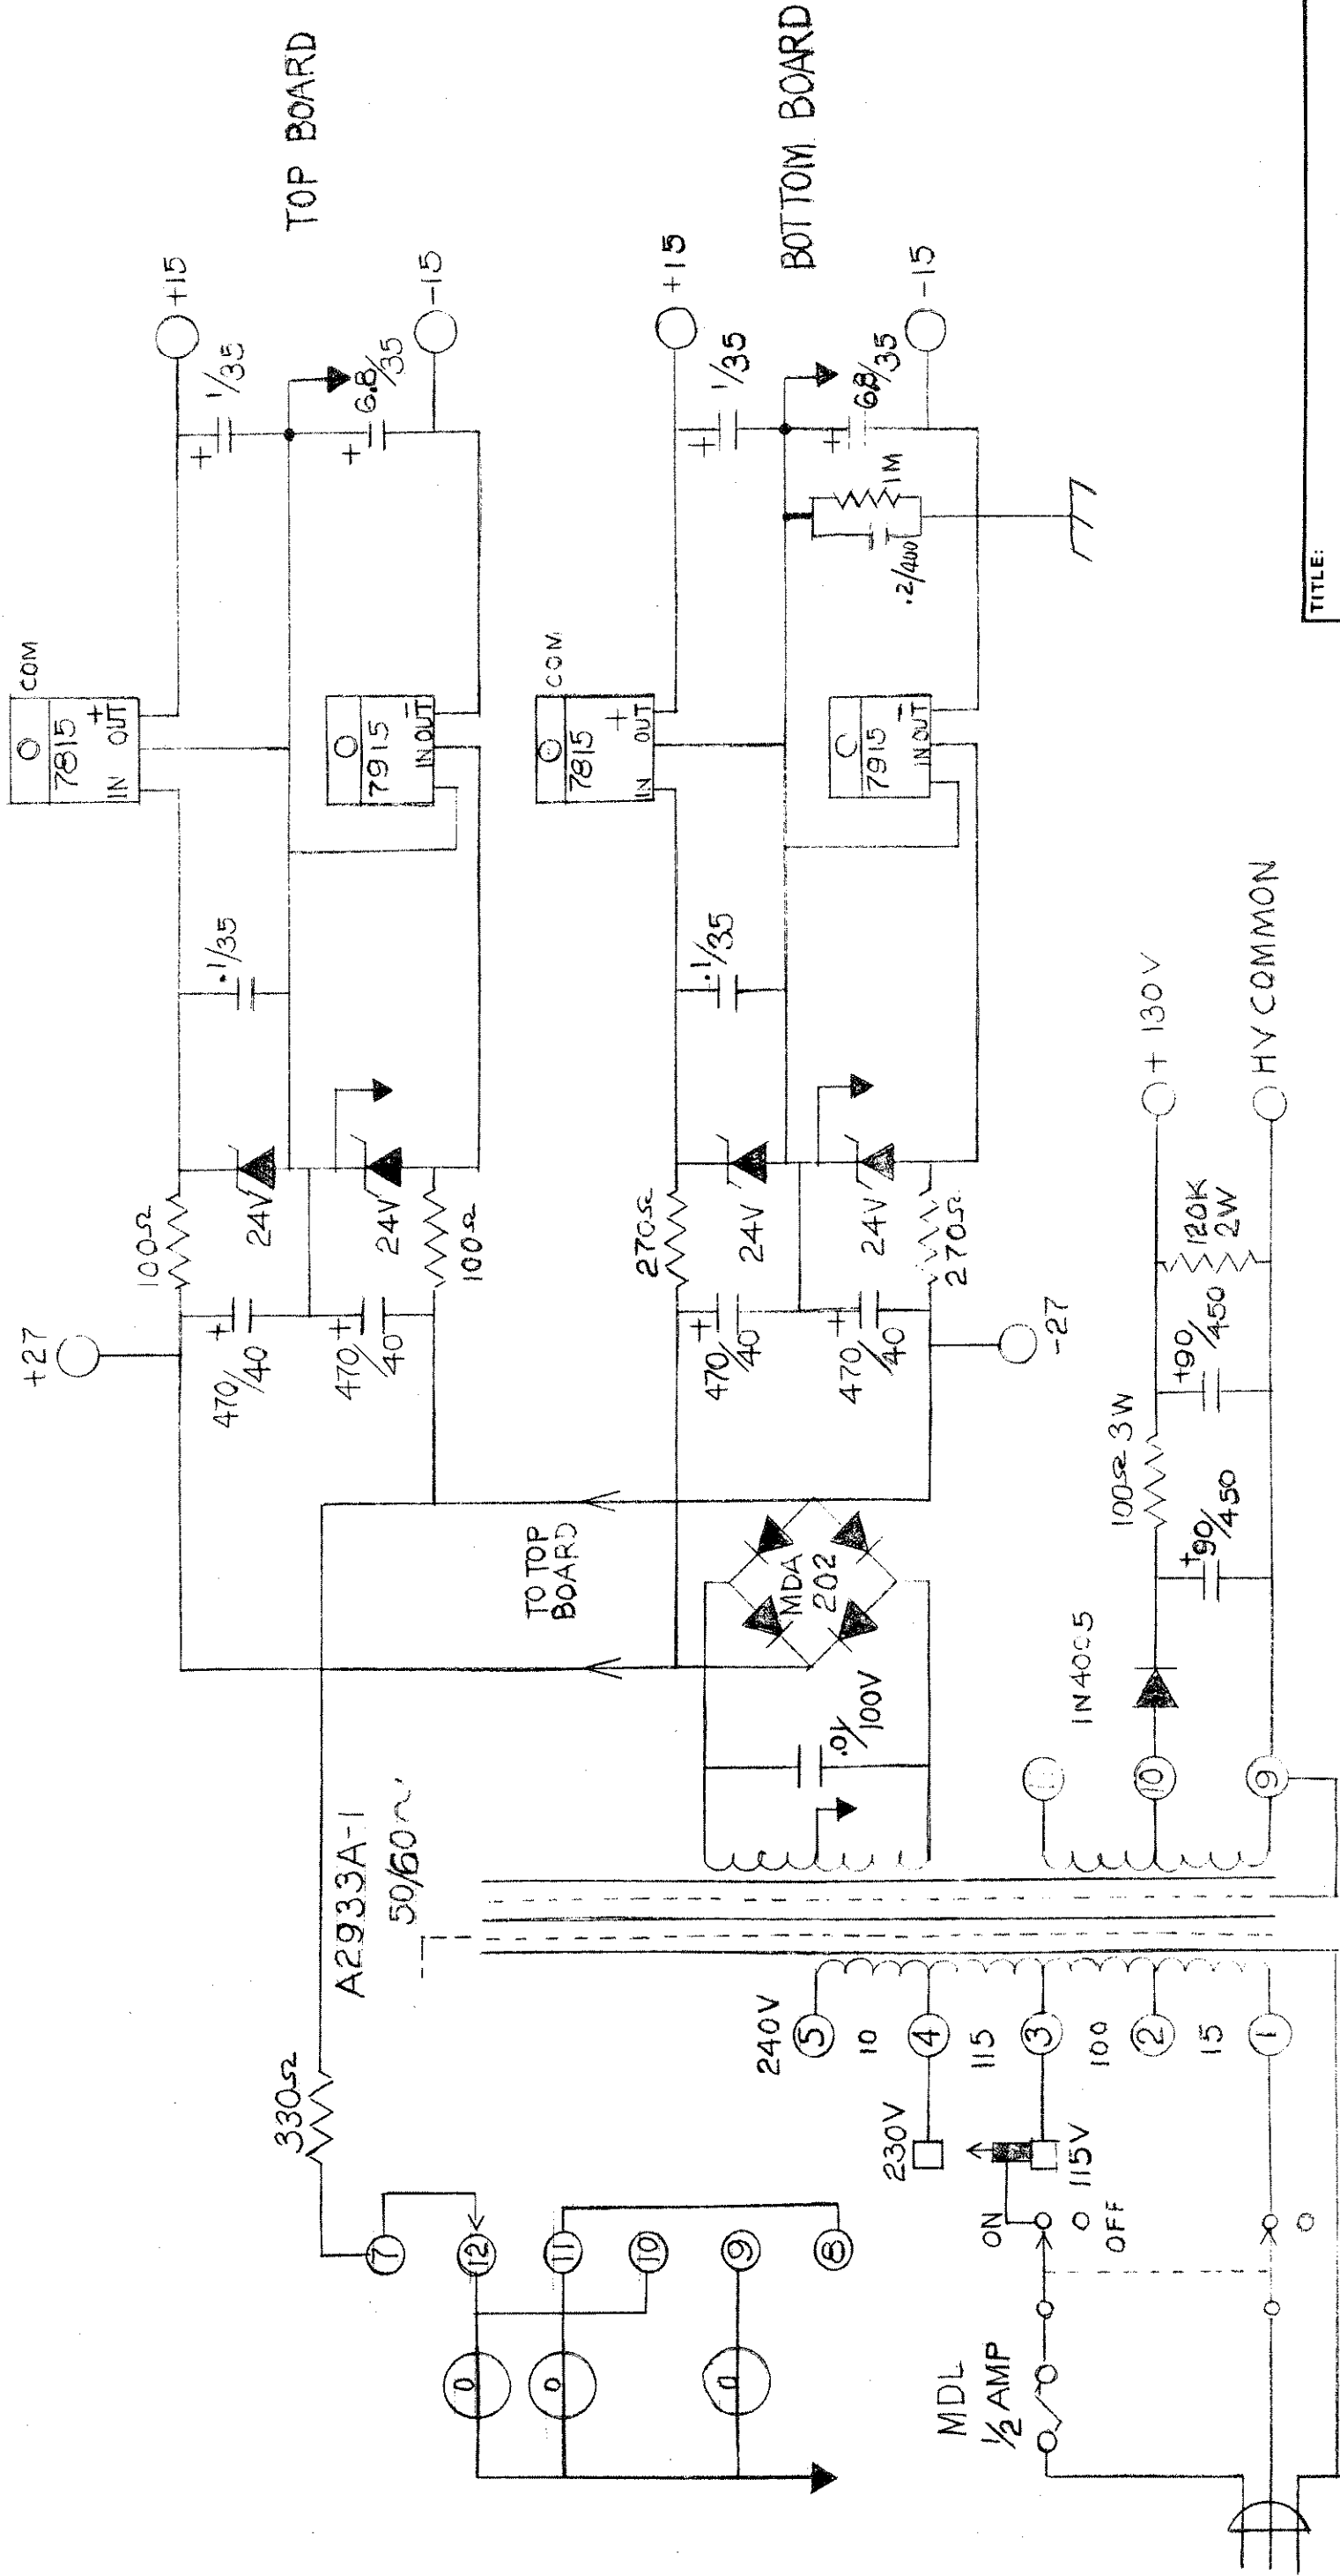 +27
100Ω
470/40
24V
470/40
24V
100Ω
.1/35
COM
7815
IN
+
OUT
7915
IN OUT
-
+
1/35
+
6.8/35
+15
-15
TOP BOARD
270Ω
470/40
24V
470/40
24V
270Ω
-27
.1/35
COM
7815
IN
+
OUT
7915
IN OUT
-
+
1/35
+
6.8/35
1M
.2/400
+15
-15
BOTTOM BOARD
TO TOP
BOARD
MDA
202
.01/100V
330Ω
A2933A-1
50/60~
7
12
11
10
9
8
0
0
0
240V
5
10
4
115
3
100
2
15
1
230V
115V
ON
OFF
MDL
1/2 AMP
10
9
1N4005
100Ω 3W
+90/450
+90/450
120K
2W
+130V
HV COMMON
TITLE: